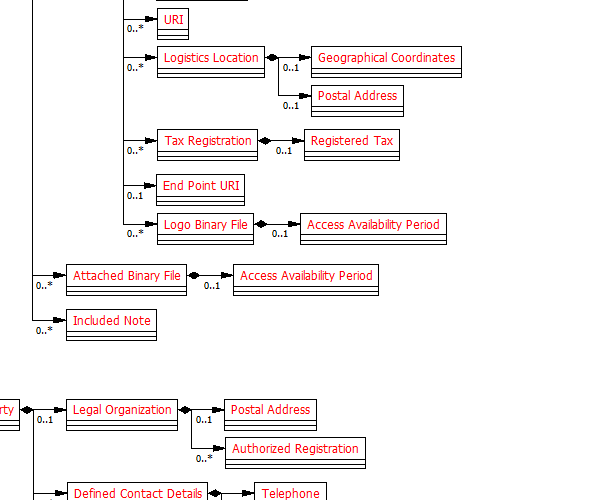 URI
0..*
Logistics Location
Geographical Coordinates
0..*
0..1
Postal Address
0..1
Tax Registration
Registered Tax
0..*
0..1
End Point URI
0..1
Logo Binary File
Access Availability Period
0..*
0..1
Attached Binary File
Access Availability Period
0..*
0..1
Included Note
0..*
rty
Legal Organization
Postal Address
0..1
0..1
Authorized Registration
0..*
Defined Contact Details
Telephone